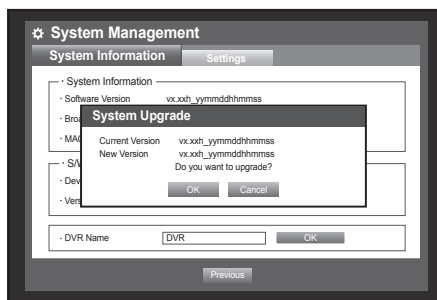 System Management
System Information Settings
· System Information
· Software Version vx.xxh_yymmddhhmmss
· Broa
System Upgrade
· MAC
Current Version vx.xxh_yymmddhhmmss
New Version vx.xxh_yymmddhhmmss
Do you want to upgrade?
· S/W
· Dev
OK Cancel
· Vers
· DVR Name DVR OK
Previous